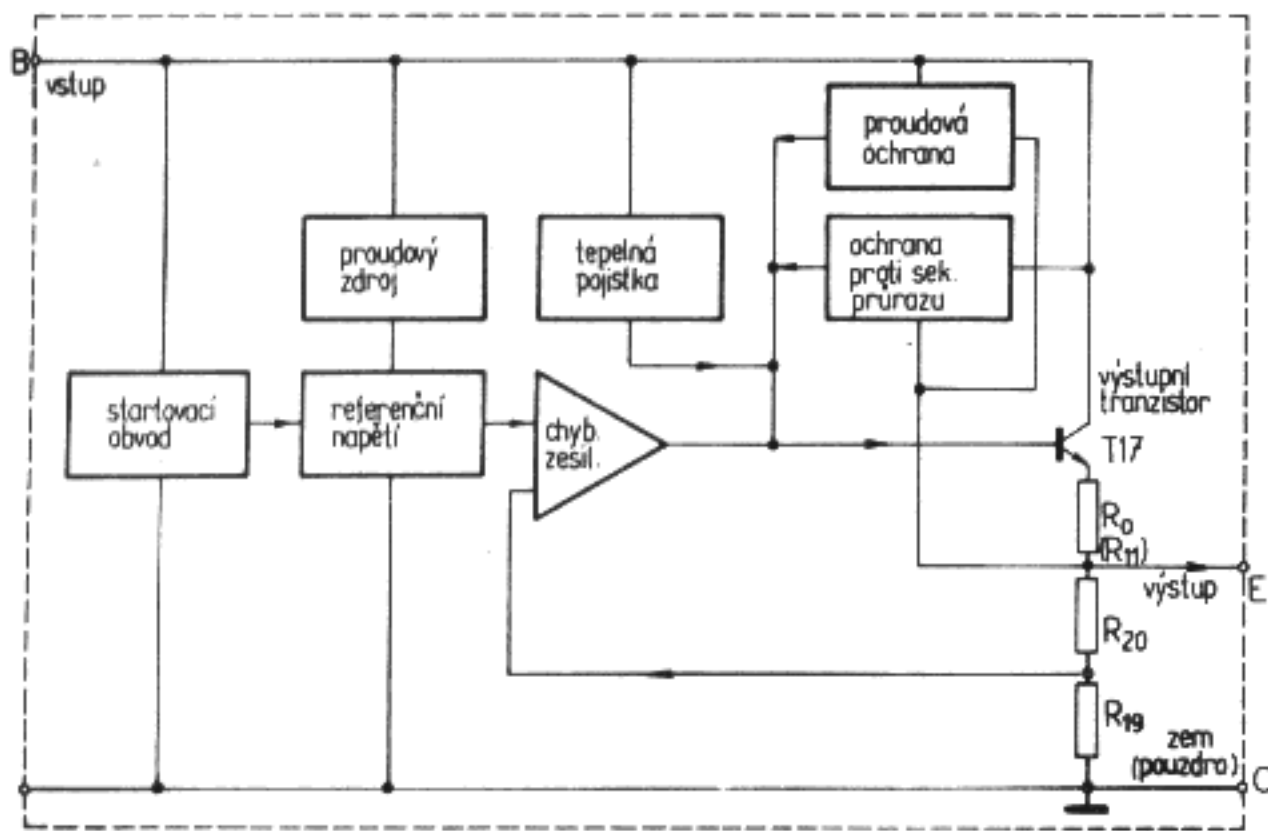 B
vstup
proudová
ochrana
proudový
zdroj
tepelná
pojistka
ochrana
proti sek.
průrazu
startovací
obvod
referenční
napětí
chyb.
zesil.
výstupní
tranzistor
T17
R0
(R11)
výstup
E
R20
R19
zem
(pouzdro)
C